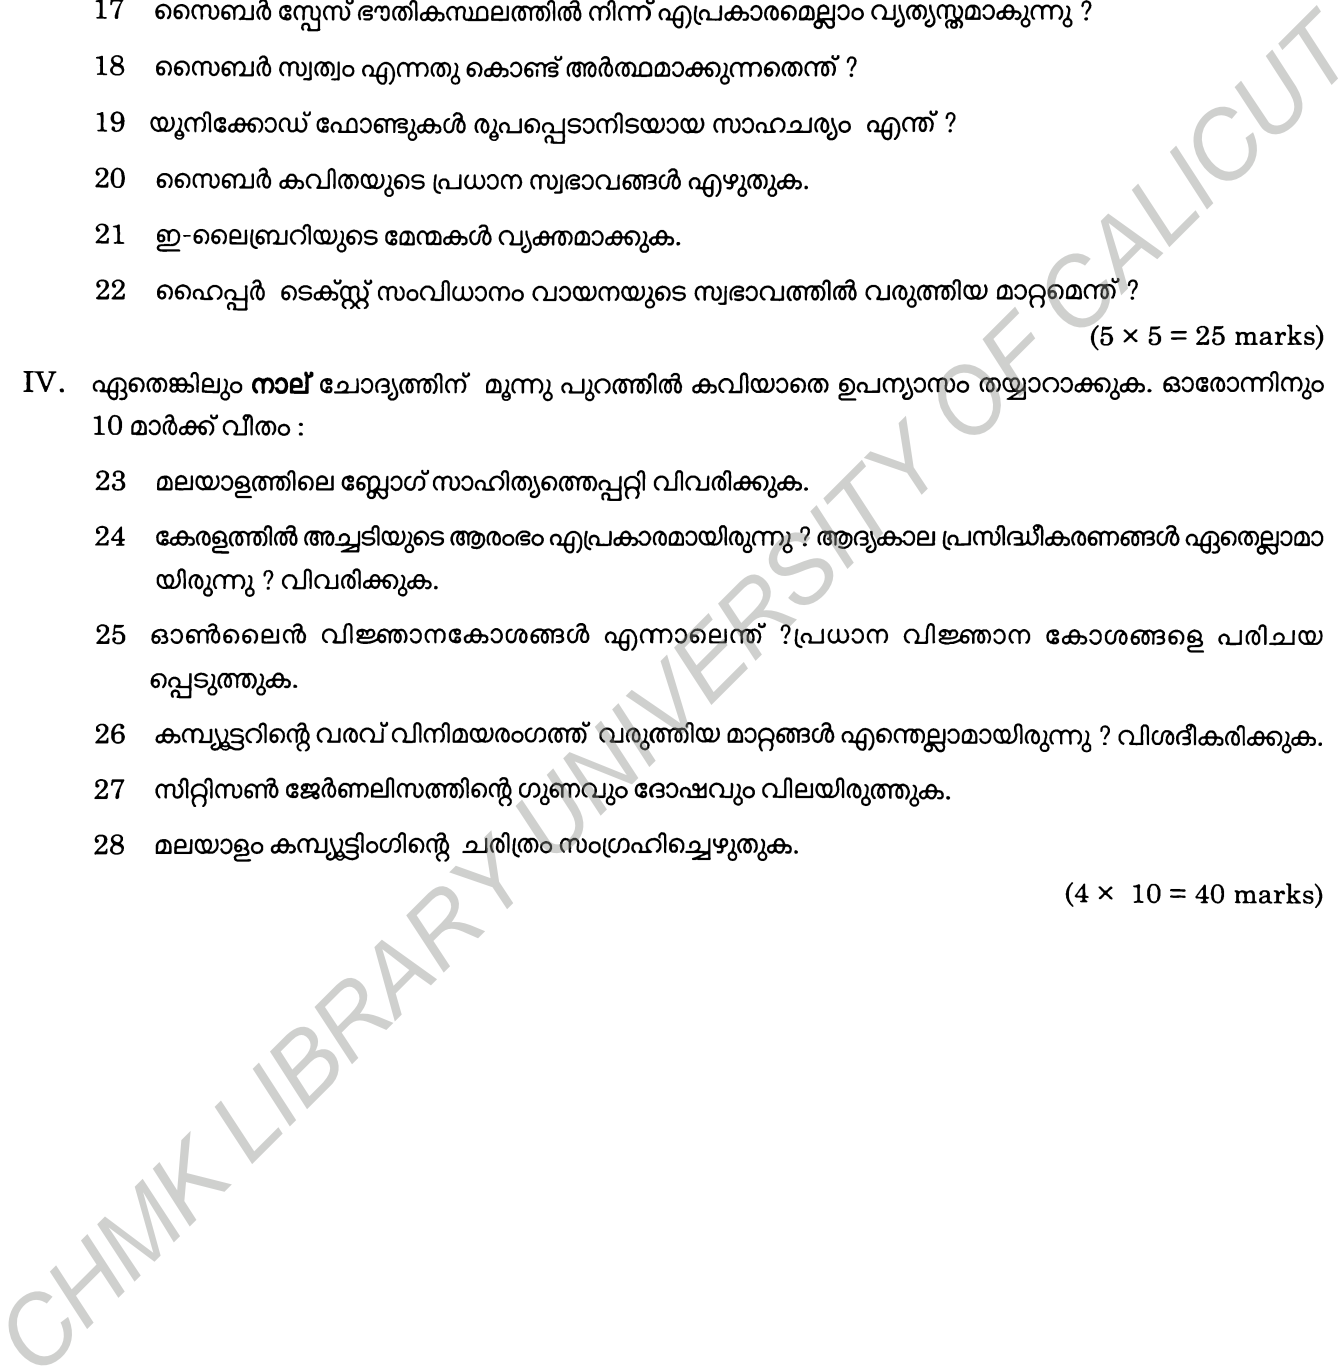 17 സൈബർ സ്പേസ് ഭൗതികസ്ഥലത്തിൽ നിന്ന് എപ്രകാരമെല്ലാം വ്യത്യസ്തമാകുന്നു ?
18 സൈബർ സ്വത്വം എന്നതു കൊണ്ട് അർത്ഥമാക്കുന്നതെന്ത് ?
19 യൂനിക്കോഡ് ഫോണ്ടുകൾ രൂപപ്പെടാനിടയായ സാഹചര്യം എന്ത് ?
20 സൈബർ കവിതയുടെ പ്രധാന സ്വഭാവങ്ങൾ എഴുതുക.
21 ഇ-ലൈബ്രറിയുടെ മേന്മകൾ വ്യക്തമാക്കുക.
22 ഹൈപ്പർ ടെക്സ്റ്റ് സംവിധാനം വായനയുടെ സ്വഭാവത്തിൽ വരുത്തിയ മാറ്റമെന്ത് ?
(5 × 5 = 25 marks)
IV. ഏതെങ്കിലും നാല് ചോദ്യത്തിന് മൂന്നു പുറത്തിൽ കവിയാതെ ഉപന്യാസം തയ്യാറാക്കുക. ഓരോന്നിനും
10 മാർക്ക് വീതം :
23 മലയാളത്തിലെ ബ്ലോഗ് സാഹിത്യത്തെപ്പറ്റി വിവരിക്കുക.
24 കേരളത്തിൽ അച്ചടിയുടെ ആരംഭം എപ്രകാരമായിരുന്നു ? ആദ്യകാല പ്രസിദ്ധീകരണങ്ങൾ ഏതെല്ലാമാ
യിരുന്നു ? വിവരിക്കുക.
25 ഓൺലൈൻ വിജ്ഞാനകോശങ്ങൾ എന്നാലെന്ത് ?പ്രധാന വിജ്ഞാന കോശങ്ങളെ പരിചയ
പ്പെടുത്തുക.
26 കമ്പ്യൂട്ടറിന്റെ വരവ് വിനിമയരംഗത്ത് വരുത്തിയ മാറ്റങ്ങൾ എന്തെല്ലാമായിരുന്നു ? വിശദീകരിക്കുക.
27 സിറ്റിസൺ ജേർണലിസത്തിന്റെ ഗുണവും ദോഷവും വിലയിരുത്തുക.
28 മലയാളം കമ്പ്യൂട്ടിംഗിന്റെ ചരിത്രം സംഗ്രഹിച്ചെഴുതുക.
(4 × 10 = 40 marks)
CHMK LIBRARY UNIVERSITY OF CALICUT